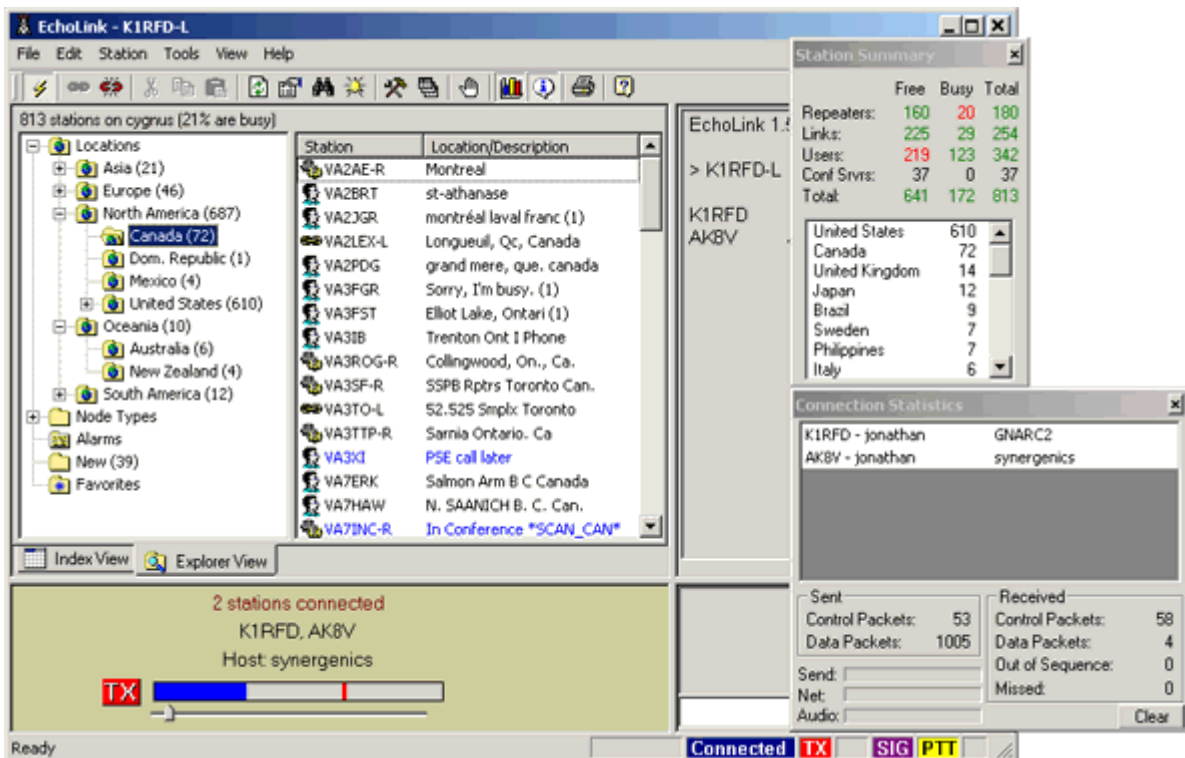 EchoLink - K1RFD-L
File Edit Station Tools View Help
813 stations on cygnus (21% are busy)
Locations
Asia (21)
Europe (46)
North America (687)
Canada (72)
Dom. Republic (1)
Mexico (4)
United States (610)
Oceania (10)
Australia (6)
New Zealand (4)
South America (12)
Node Types
Alarms
New (39)
Favorites
Station Location/Description
VA2AE-R Montreal
VA2BRT st-athanase
VA2JGR montréal laval franc (1)
VA2LEX-L Longueuil, Qc, Canada
VA2PDG grand mere, que. canada
VA3FGR Sorry, I'm busy. (1)
VA3FST Elliot Lake, Ontari (1)
VA3IB Trenton Ont I Phone
VA3ROG-R Collingwood, On., Ca.
VA3SF-R SSPB Rptrs Toronto Can.
VA3TO-L 52.525 Smplx Toronto
VA3TTP-R Sarnia Ontario. Ca
VA3XI PSE call later
VA7ERK Salmon Arm B C Canada
VA7HAW N. SAANICH B. C. Can.
VA7INC-R In Conference *SCAN_CAN*
Index View Explorer View
EchoLink 1.5
> K1RFD-L
K1RFD
AK8V
Station Summary
Free Busy Total
Repeaters: 160 20 180
Links: 225 29 254
Users: 219 123 342
Conf Srvrs: 37 0 37
Total: 641 172 813
United States 610
Canada 72
United Kingdom 14
Japan 12
Brazil 9
Sweden 7
Philippines 7
Italy 6
Connection Statistics
K1RFD - jonathan GNARC2
AK8V - jonathan synergenics
Sent
Control Packets: 53
Data Packets: 1005
Send:
Net:
Audio:
Received
Control Packets: 58
Data Packets: 4
Out of Sequence: 0
Missed: 0
Clear
2 stations connected
K1RFD, AK8V
Host: synergenics
TX
Ready
Connected TX SIG PTT